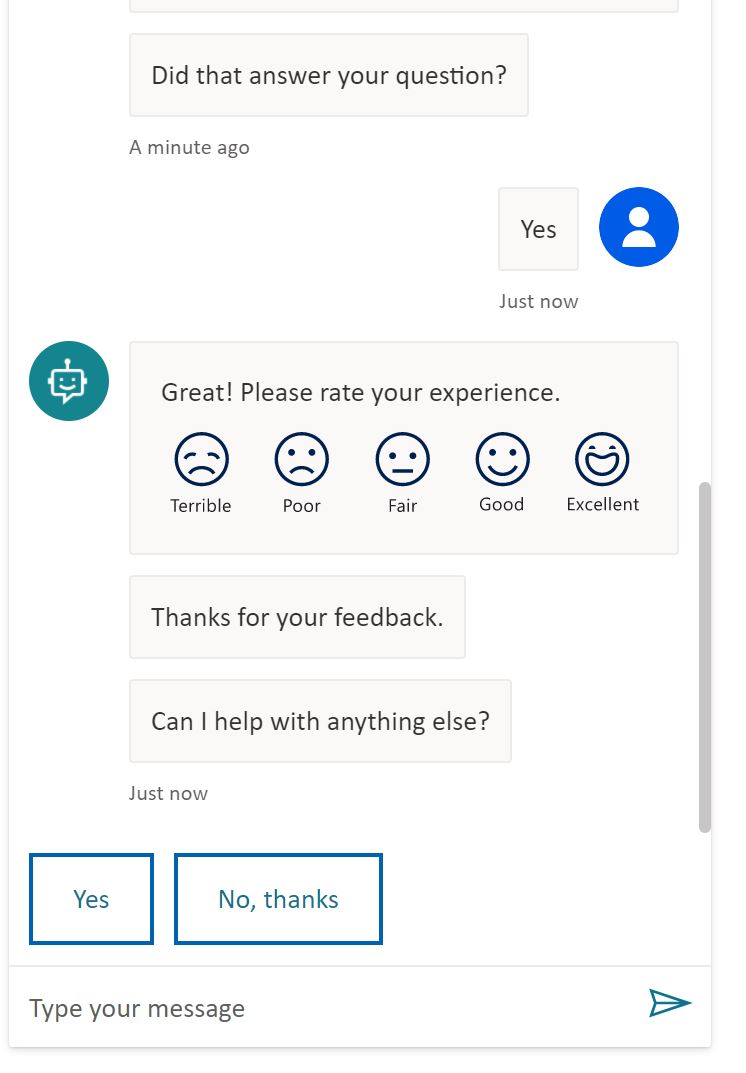 Did that answer your question?
A minute ago
Yes
Just now
Great! Please rate your experience.
Terrible Poor Fair Good Excellent
Thanks for your feedback.
Can I help with anything else?
Just now
Yes No, thanks
Type your message